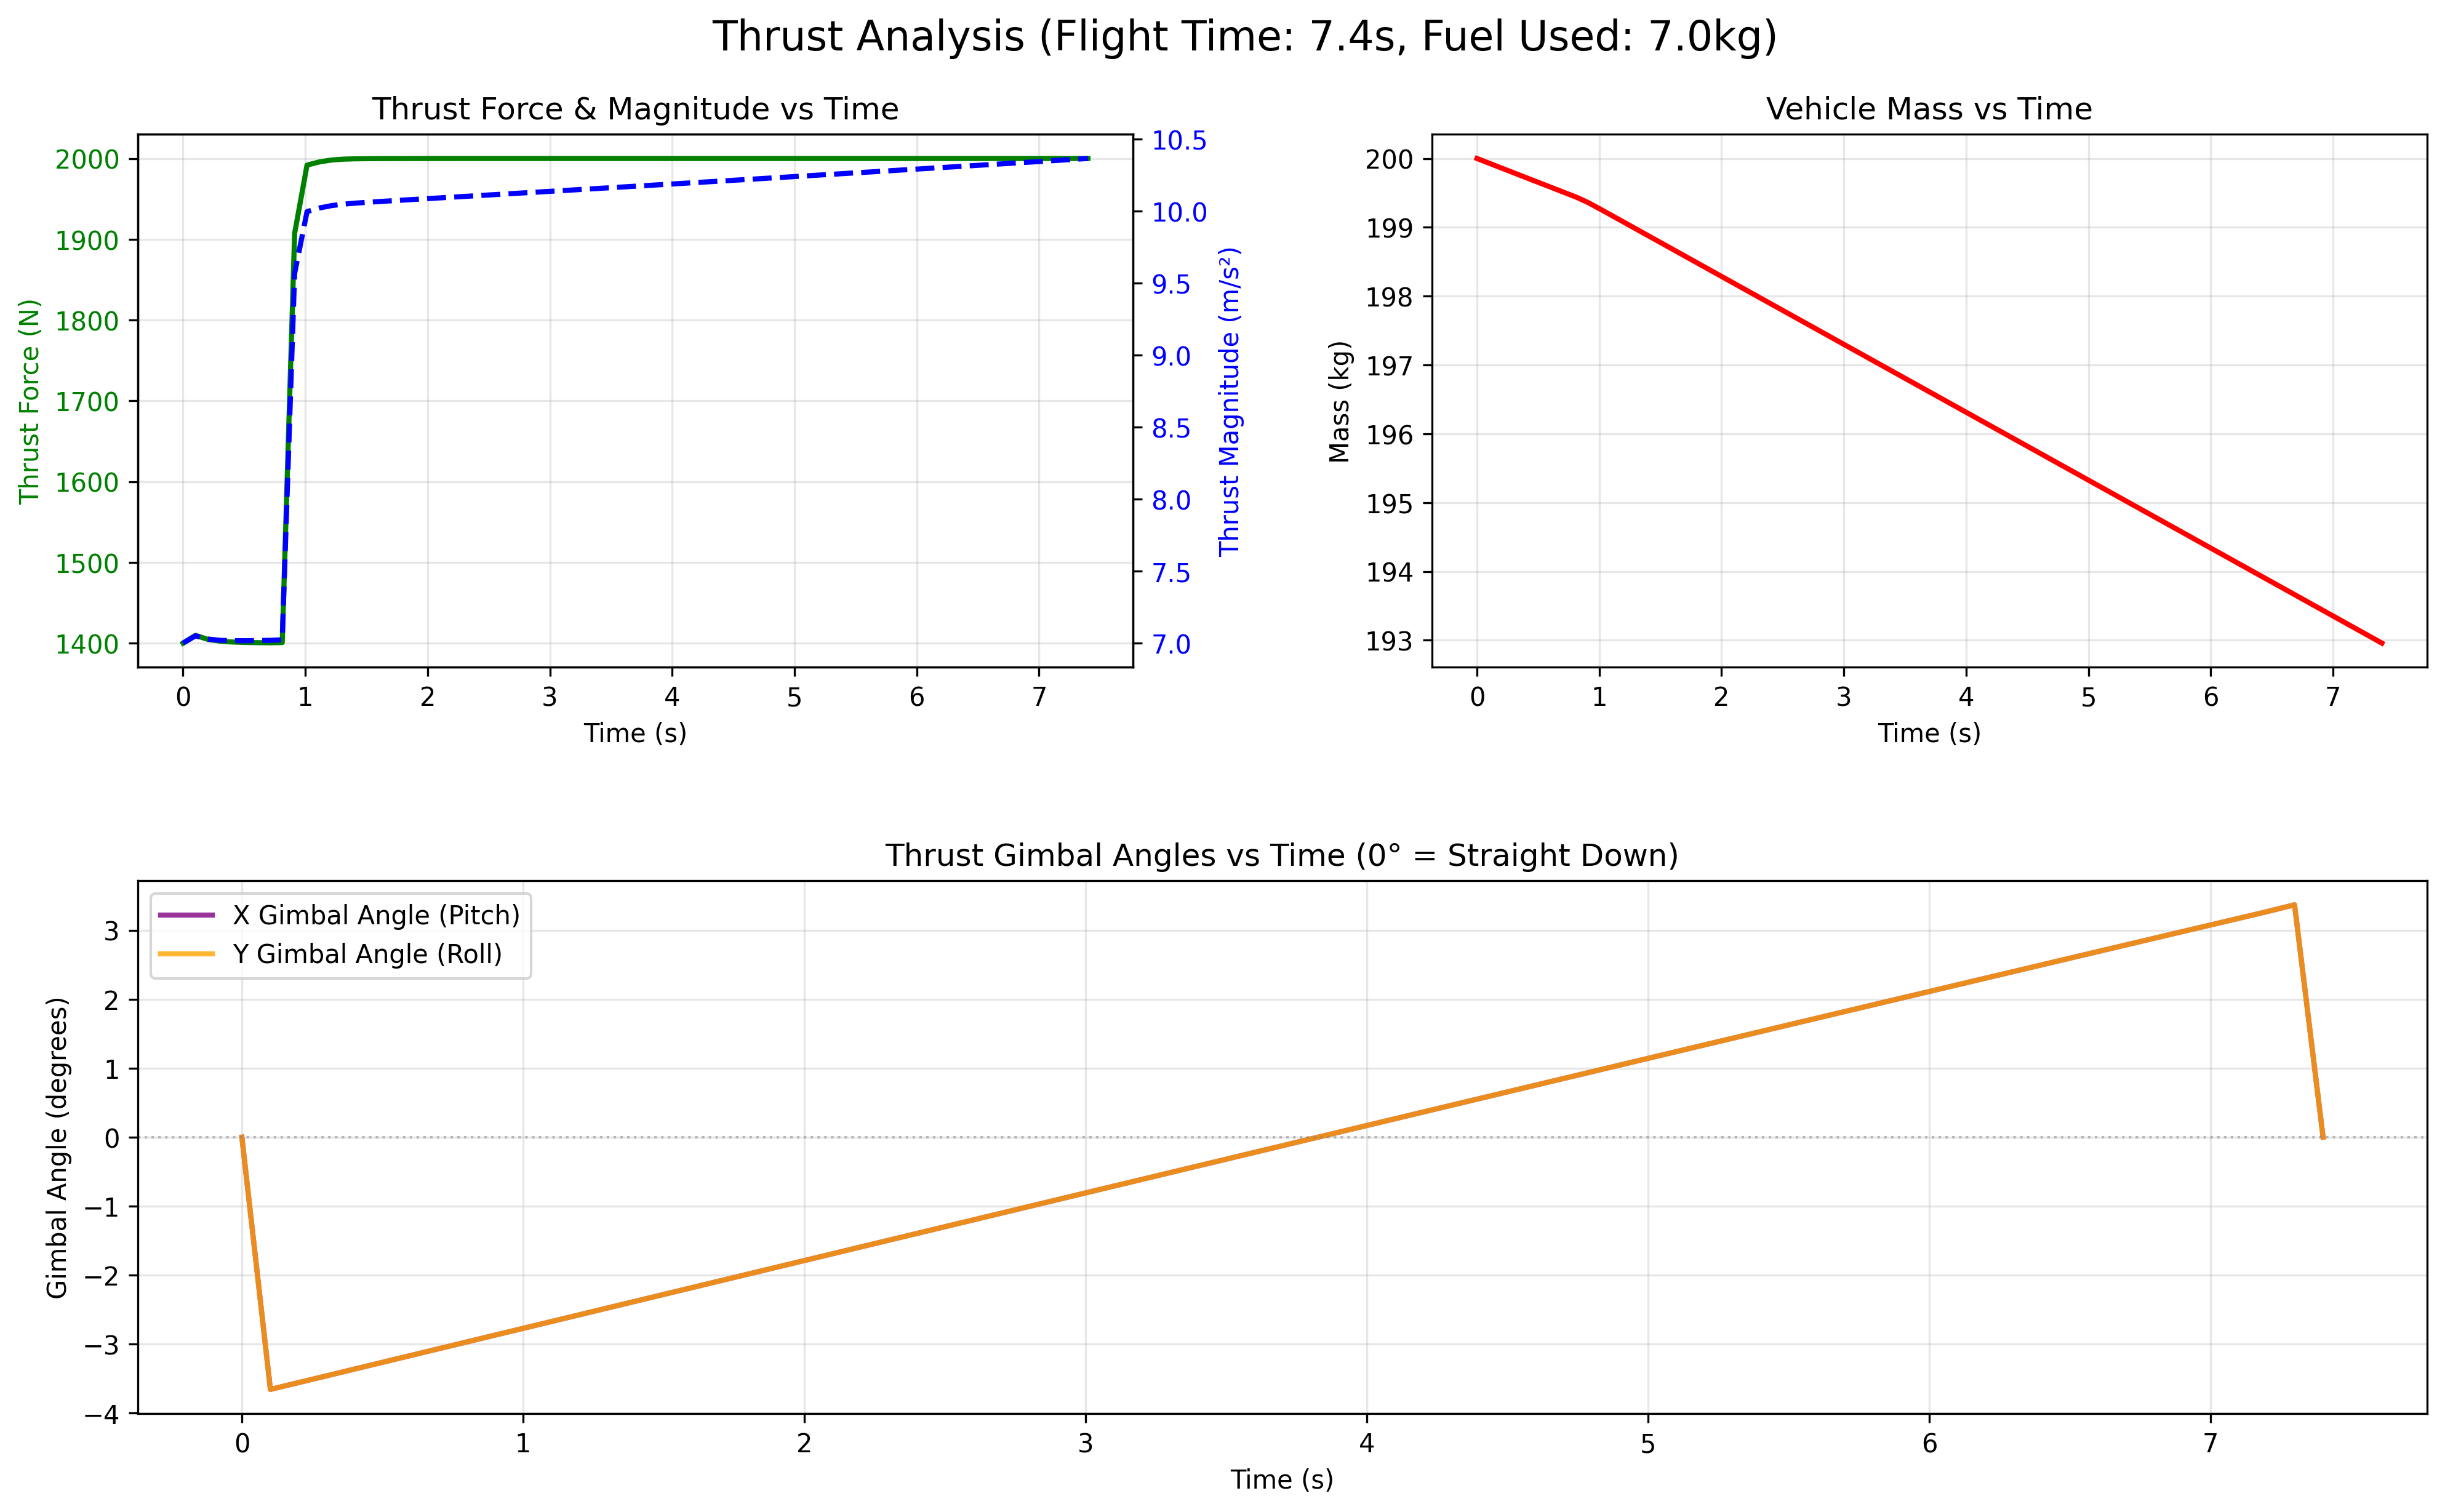 Thrust Analysis (Flight Time: 7.4s, Fuel Used: 7.0kg)
Thrust Force & Magnitude vs Time
2000
1900
1800
1700
1600
1500
1400
Thrust Force (N)
10.5
10.0
9.5
9.0
8.5
8.0
7.5
7.0
Thrust Magnitude (m/s²)
0 1 2 3 4 5 6 7
Time (s)
Vehicle Mass vs Time
200
199
198
197
196
195
194
193
Mass (kg)
0 1 2 3 4 5 6 7
Time (s)
Thrust Gimbal Angles vs Time (0° = Straight Down)
X Gimbal Angle (Pitch)
Y Gimbal Angle (Roll)
3
2
1
0
−1
−2
−3
−4
Gimbal Angle (degrees)
0 1 2 3 4 5 6 7
Time (s)